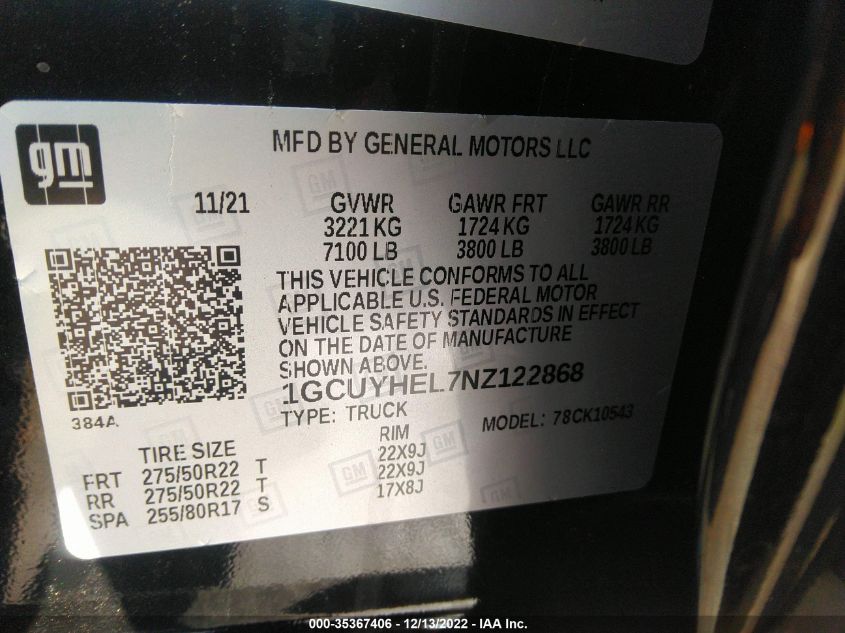 gm
MFD BY GENERAL MOTORS LLC
11/21 GVWR GAWR FRT GAWR RR
3221 KG 1724 KG 1724 KG
7100 LB 3800 LB 3800 LB
THIS VEHICLE CONFORMS TO ALL
APPLICABLE U.S. FEDERAL MOTOR
VEHICLE SAFETY STANDARDS IN EFFECT
ON THE DATE OF MANUFACTURE
SHOWN ABOVE.
1GCUYHEL7NZ122868
384A
TYPE: TRUCK MODEL: 78CK10543
TIRE SIZE RIM
FRT 275/50R22 T 22X9J
RR 275/50R22 T 22X9J
SPA 255/80R17 S 17X8J
000-35367406 - 12/13/2022 - IAA Inc.